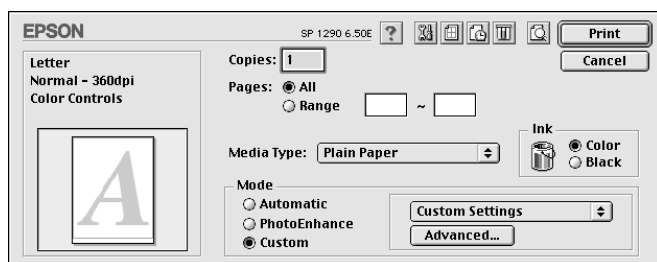 EPSON
SP 1290 6.50E
?
Print
Letter
Normal - 360dpi
Color Controls
A
Copies: 1
Cancel
Pages: All
Range ~
Media Type: Plain Paper
Ink
Color
Black
Mode
Automatic
PhotoEnhance
Custom
Custom Settings
Advanced...